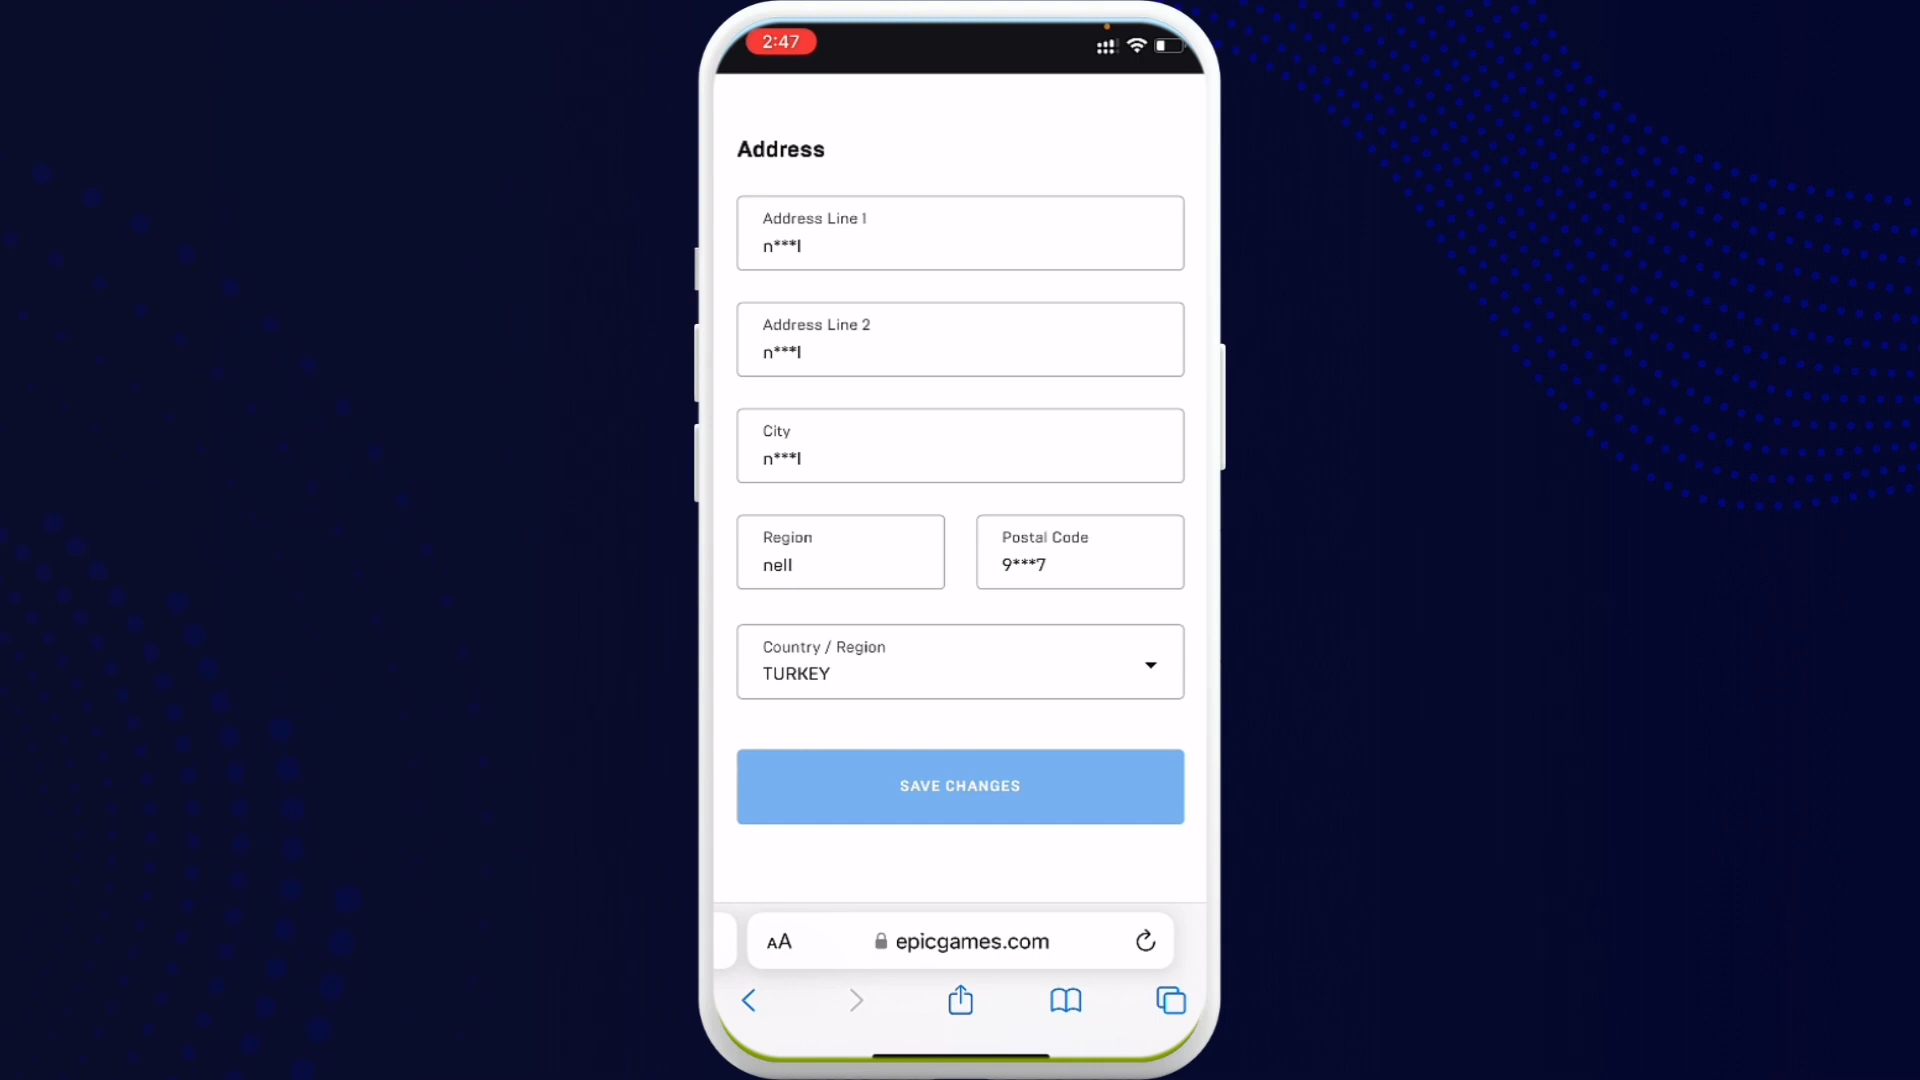 2:47
Address
Address Line 1
n***l
Address Line 2
n***l
City
n***l
Region
nell
Postal Code
9***7
Country / Region
TURKEY
SAVE CHANGES
AA
epicgames.com